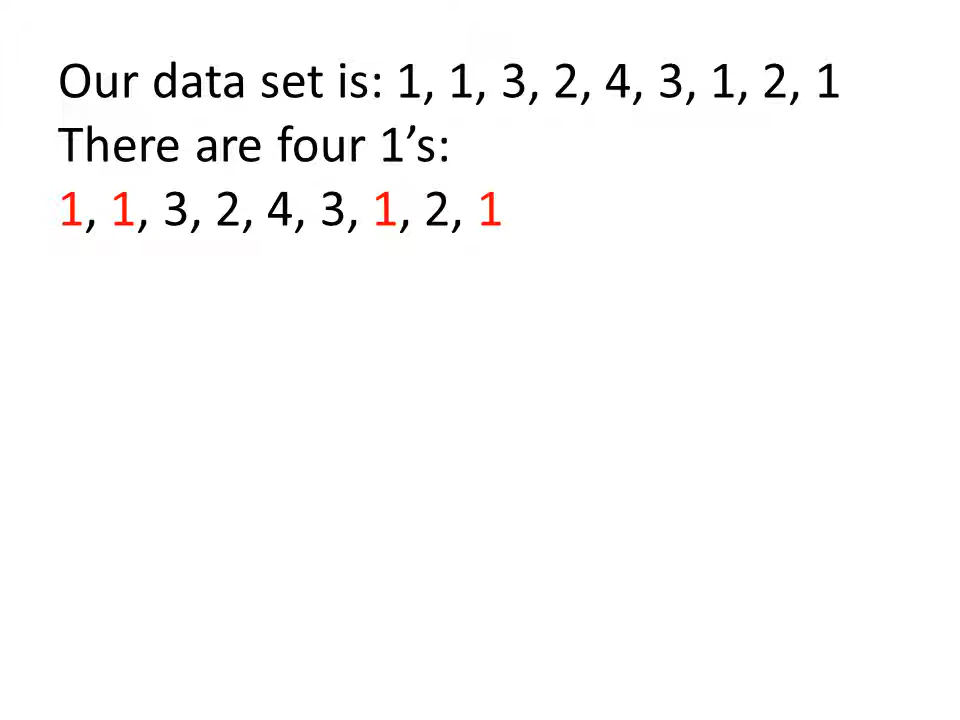 Our data set is: 1, 1, 3, 2, 4, 3, 1, 2, 1
There are four 1’s:
1, 1, 3, 2, 4, 3, 1, 2, 1